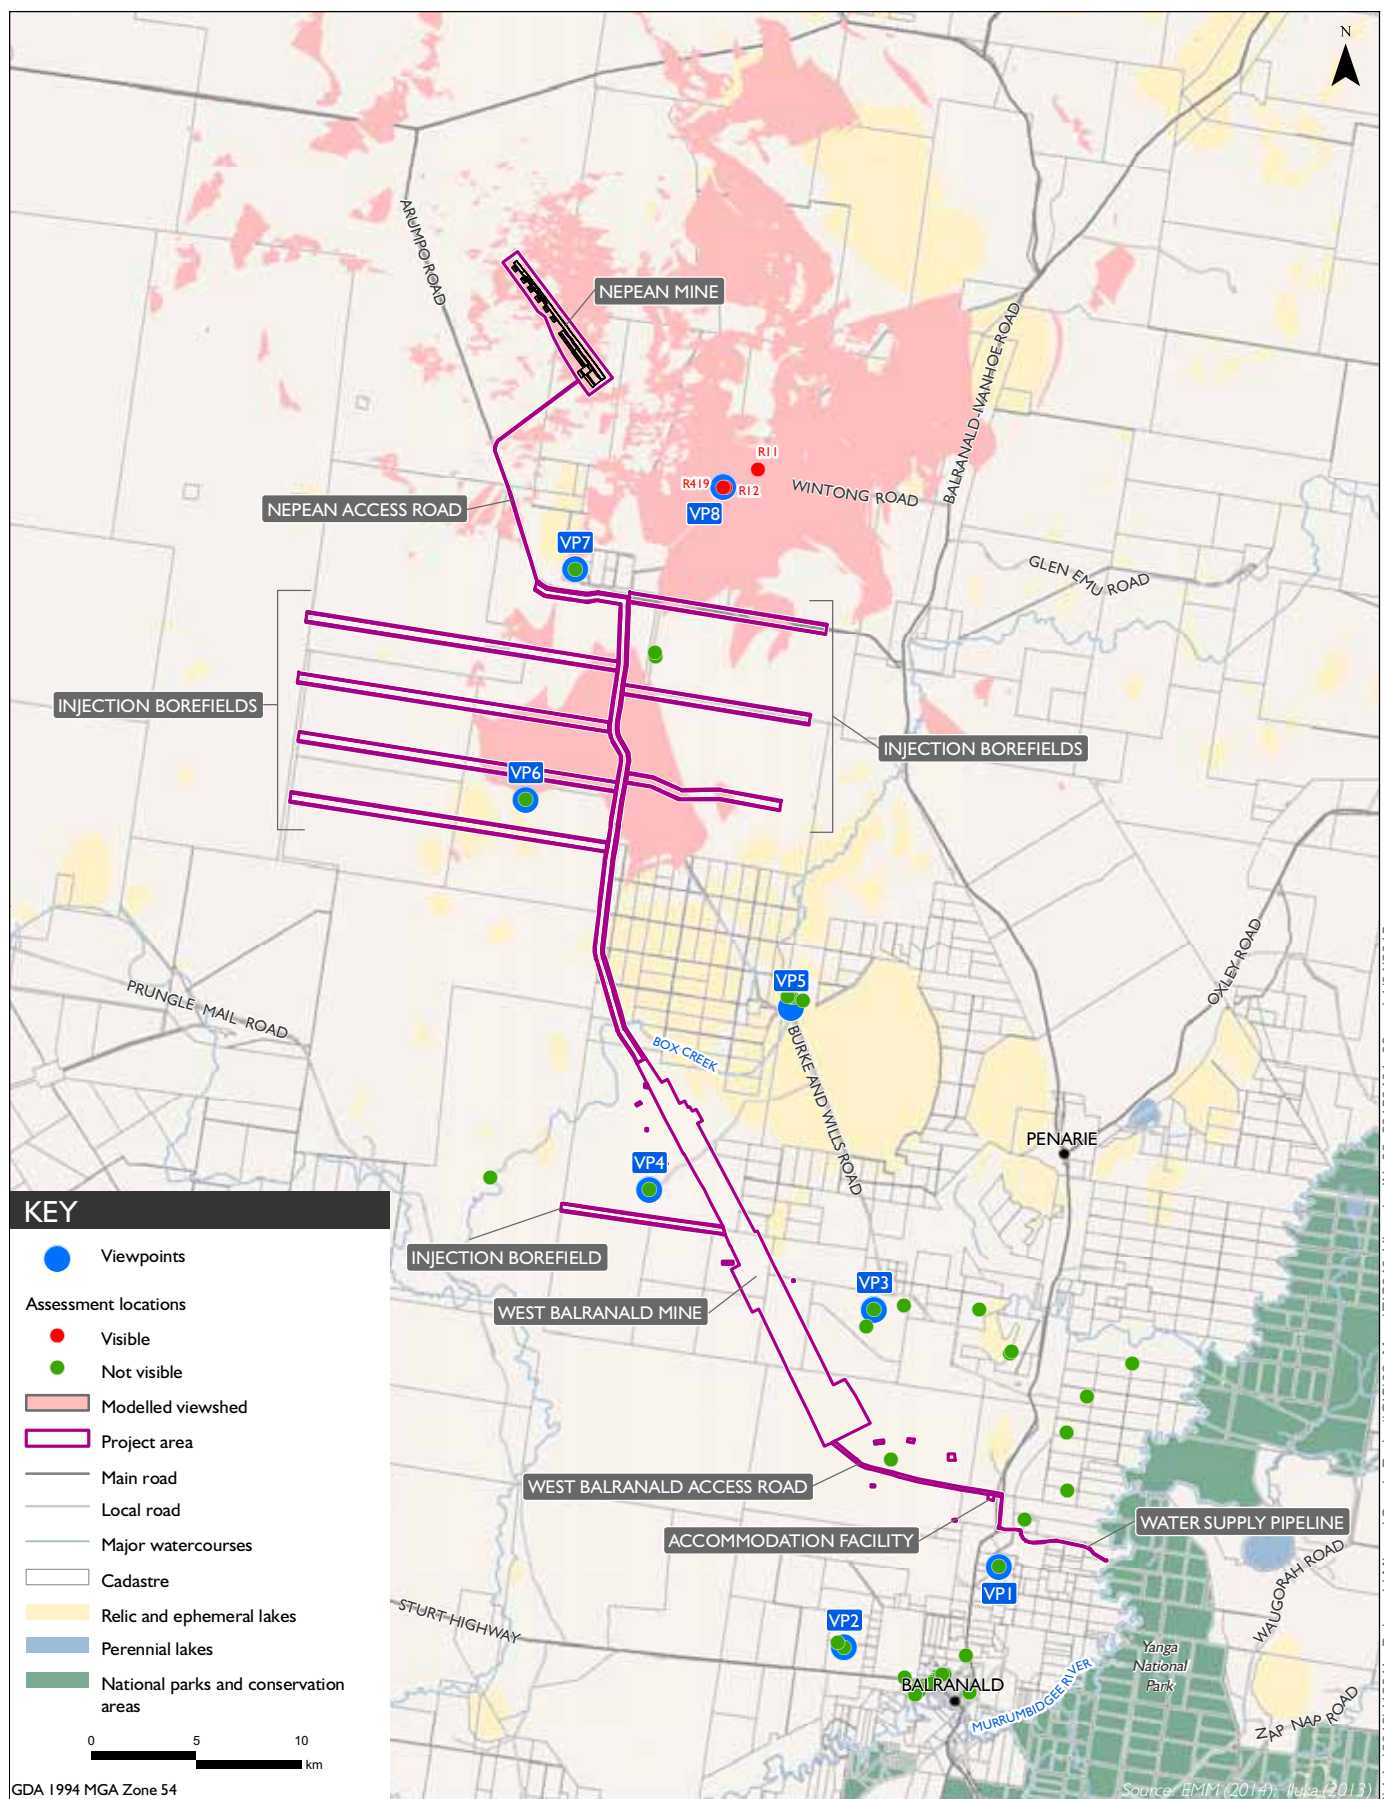 N
ARUMPO ROAD
NEPEAN MINE
BALRANALD-IVANHOE ROAD
R11
R419
R12
WINTONG ROAD
VP8
NEPEAN ACCESS ROAD
VP7
GLEN EMU ROAD
INJECTION BOREFIELDS
INJECTION BOREFIELDS
VP6
OXLEY ROAD
VP5
PRUNGLE MAIL ROAD
BOX CREEK
BURKE AND WILLS ROAD
PENARIE
VP4
INJECTION BOREFIELD
VP3
WEST BALRANALD MINE
WEST BALRANALD ACCESS ROAD
WATER SUPPLY PIPELINE
ACCOMMODATION FACILITY
WAUGORAH ROAD
VP1
STURT HIGHWAY
VP2
Yanga
National
Park
BALRANALD
MURRUMBIDGEE RIVER
ZAP NAP ROAD
KEY
Viewpoints
Assessment locations
Visible
Not visible
Modelled viewshed
Project area
Main road
Local road
Major watercourses
Cadastre
Relic and ephemeral lakes
Perennial lakes
National parks and conservation
areas
0 5 10
km
GDA 1994 MGA Zone 54
Source: EMM (2014); Iluka (2013)